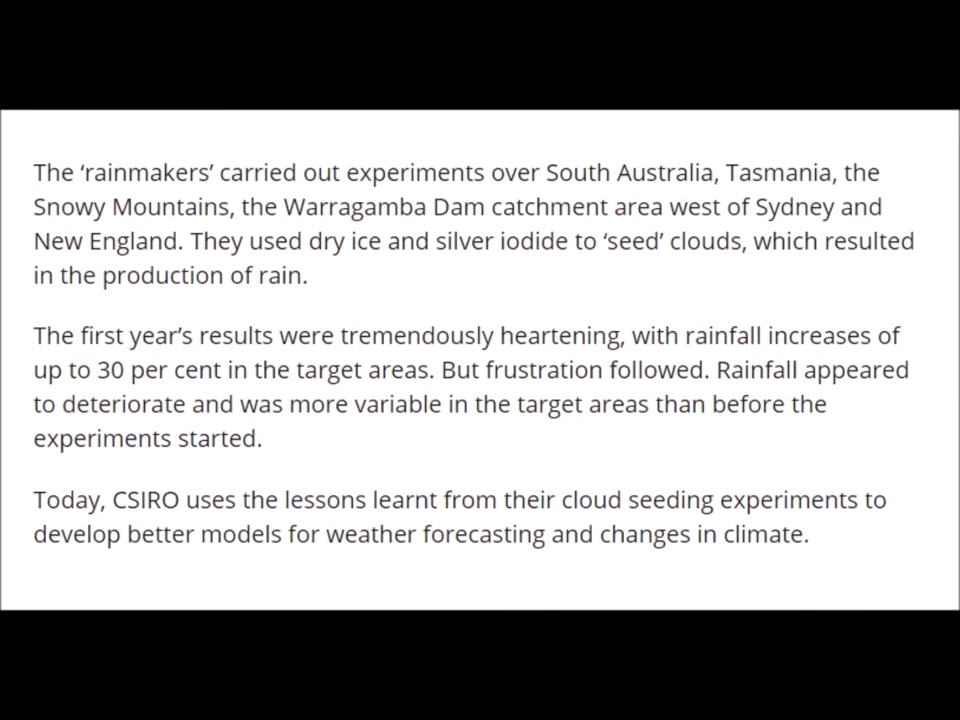 The ‘rainmakers’ carried out experiments over South Australia, Tasmania, the
Snowy Mountains, the Warragamba Dam catchment area west of Sydney and
New England. They used dry ice and silver iodide to ‘seed’ clouds, which resulted
in the production of rain.
The first year’s results were tremendously heartening, with rainfall increases of
up to 30 per cent in the target areas. But frustration followed. Rainfall appeared
to deteriorate and was more variable in the target areas than before the
experiments started.
Today, CSIRO uses the lessons learnt from their cloud seeding experiments to
develop better models for weather forecasting and changes in climate.